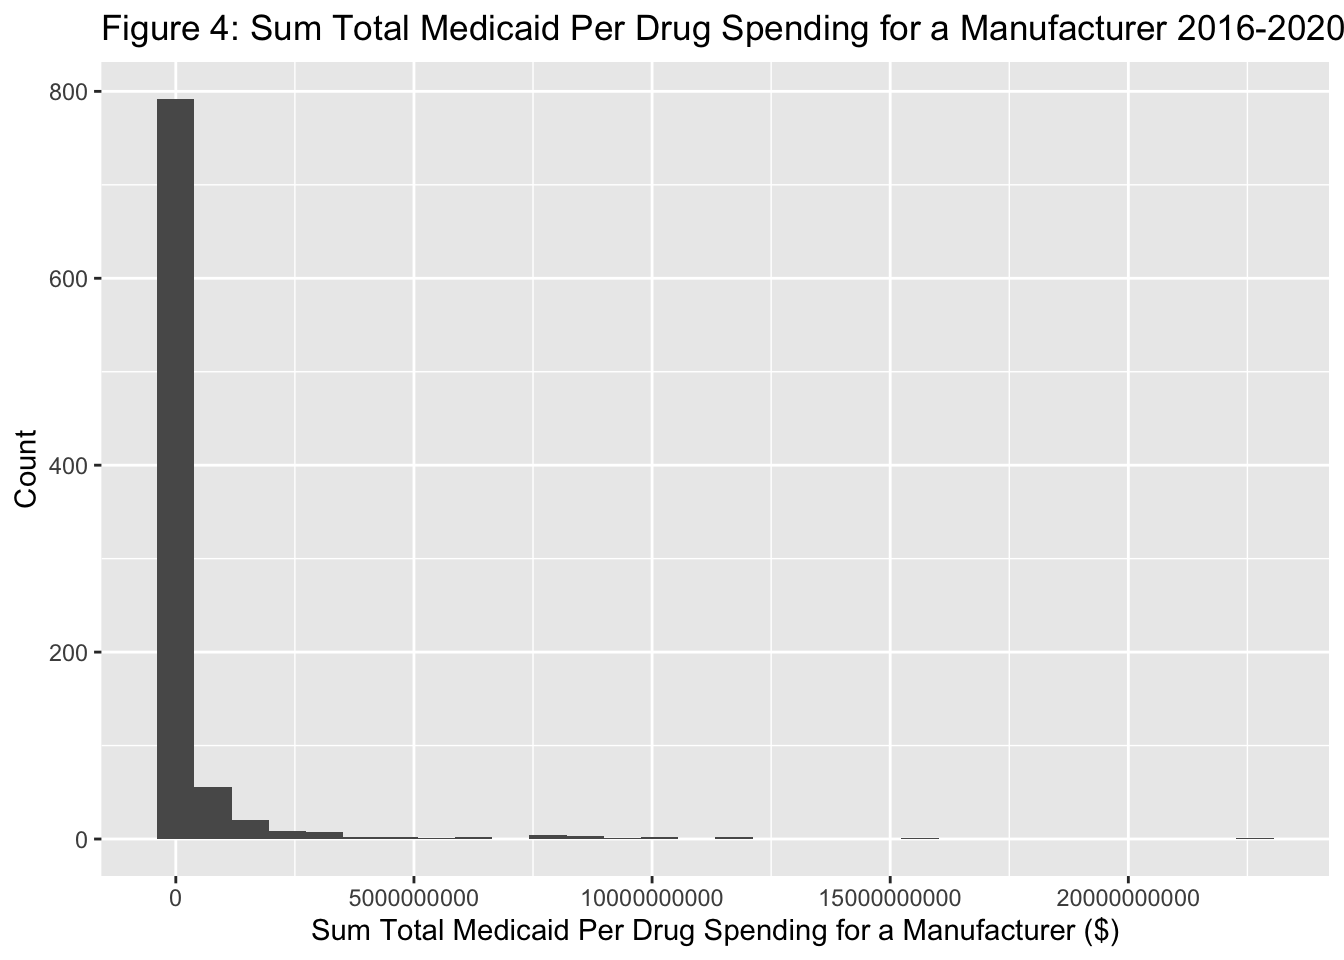 Figure 4: Sum Total Medicaid Per Drug Spending for a Manufacturer 2016-2020
800
600
400
200
0
Count
0 5000000000 10000000000 15000000000 20000000000
Sum Total Medicaid Per Drug Spending for a Manufacturer ($)